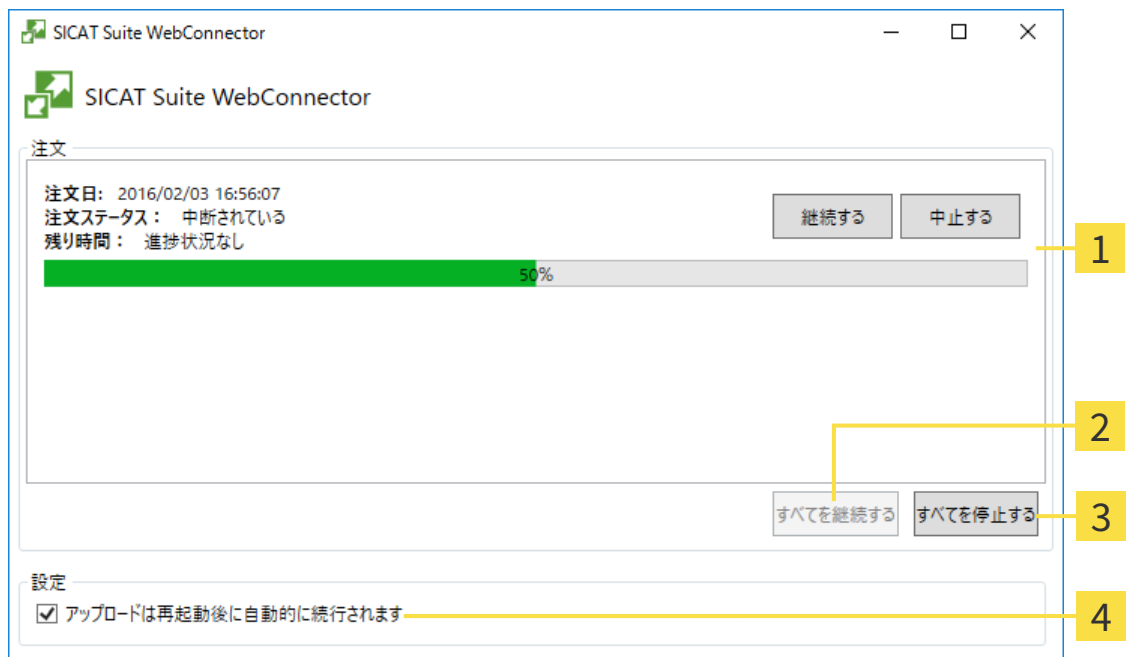 SICAT Suite WebConnector
SICAT Suite WebConnector
注文
注文日: 2016/02/03 16:56:07
注文ステータス： 中断されている
残り時間： 進捗状況なし
継続する 中止する
50%
1
2
すべてを継続する すべてを停止する
3
設定
アップロードは再起動後に自動的に続行されます
4